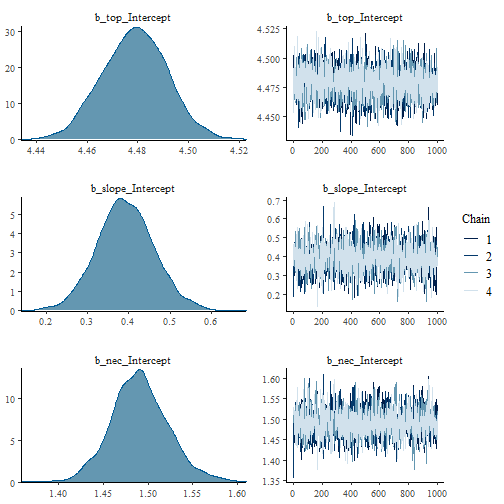 b_top_Intercept
30
20
10
0
4.44 4.46 4.48 4.50 4.52
b_top_Intercept
4.525
4.500
4.475
4.450
0 200 400 600 800 1000
b_slope_Intercept
5
4
3
2
1
0
0.2 0.3 0.4 0.5 0.6
b_slope_Intercept
0.7
0.6
0.5
0.4
0.3
0.2
0 200 400 600 800 1000
b_nec_Intercept
10
5
0
1.40 1.45 1.50 1.55 1.60
b_nec_Intercept
1.60
1.55
1.50
1.45
1.40
1.35
0 200 400 600 800 1000
Chain
1
2
3
4